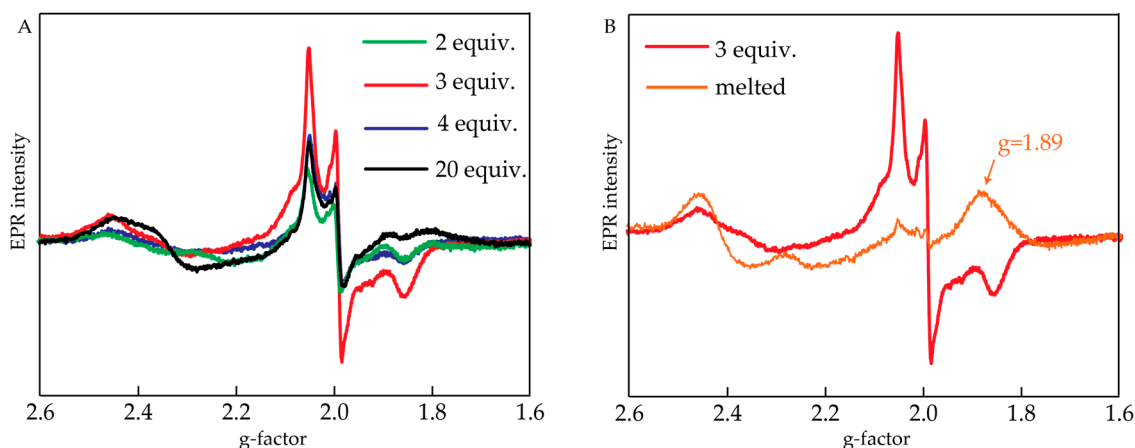 A
2 equiv.
3 equiv.
4 equiv.
20 equiv.
EPR intensity
2.6 2.4 2.2 2.0 1.8 1.6
g-factor
B
3 equiv.
melted
g=1.89
EPR intensity
2.6 2.4 2.2 2.0 1.8 1.6
g-factor